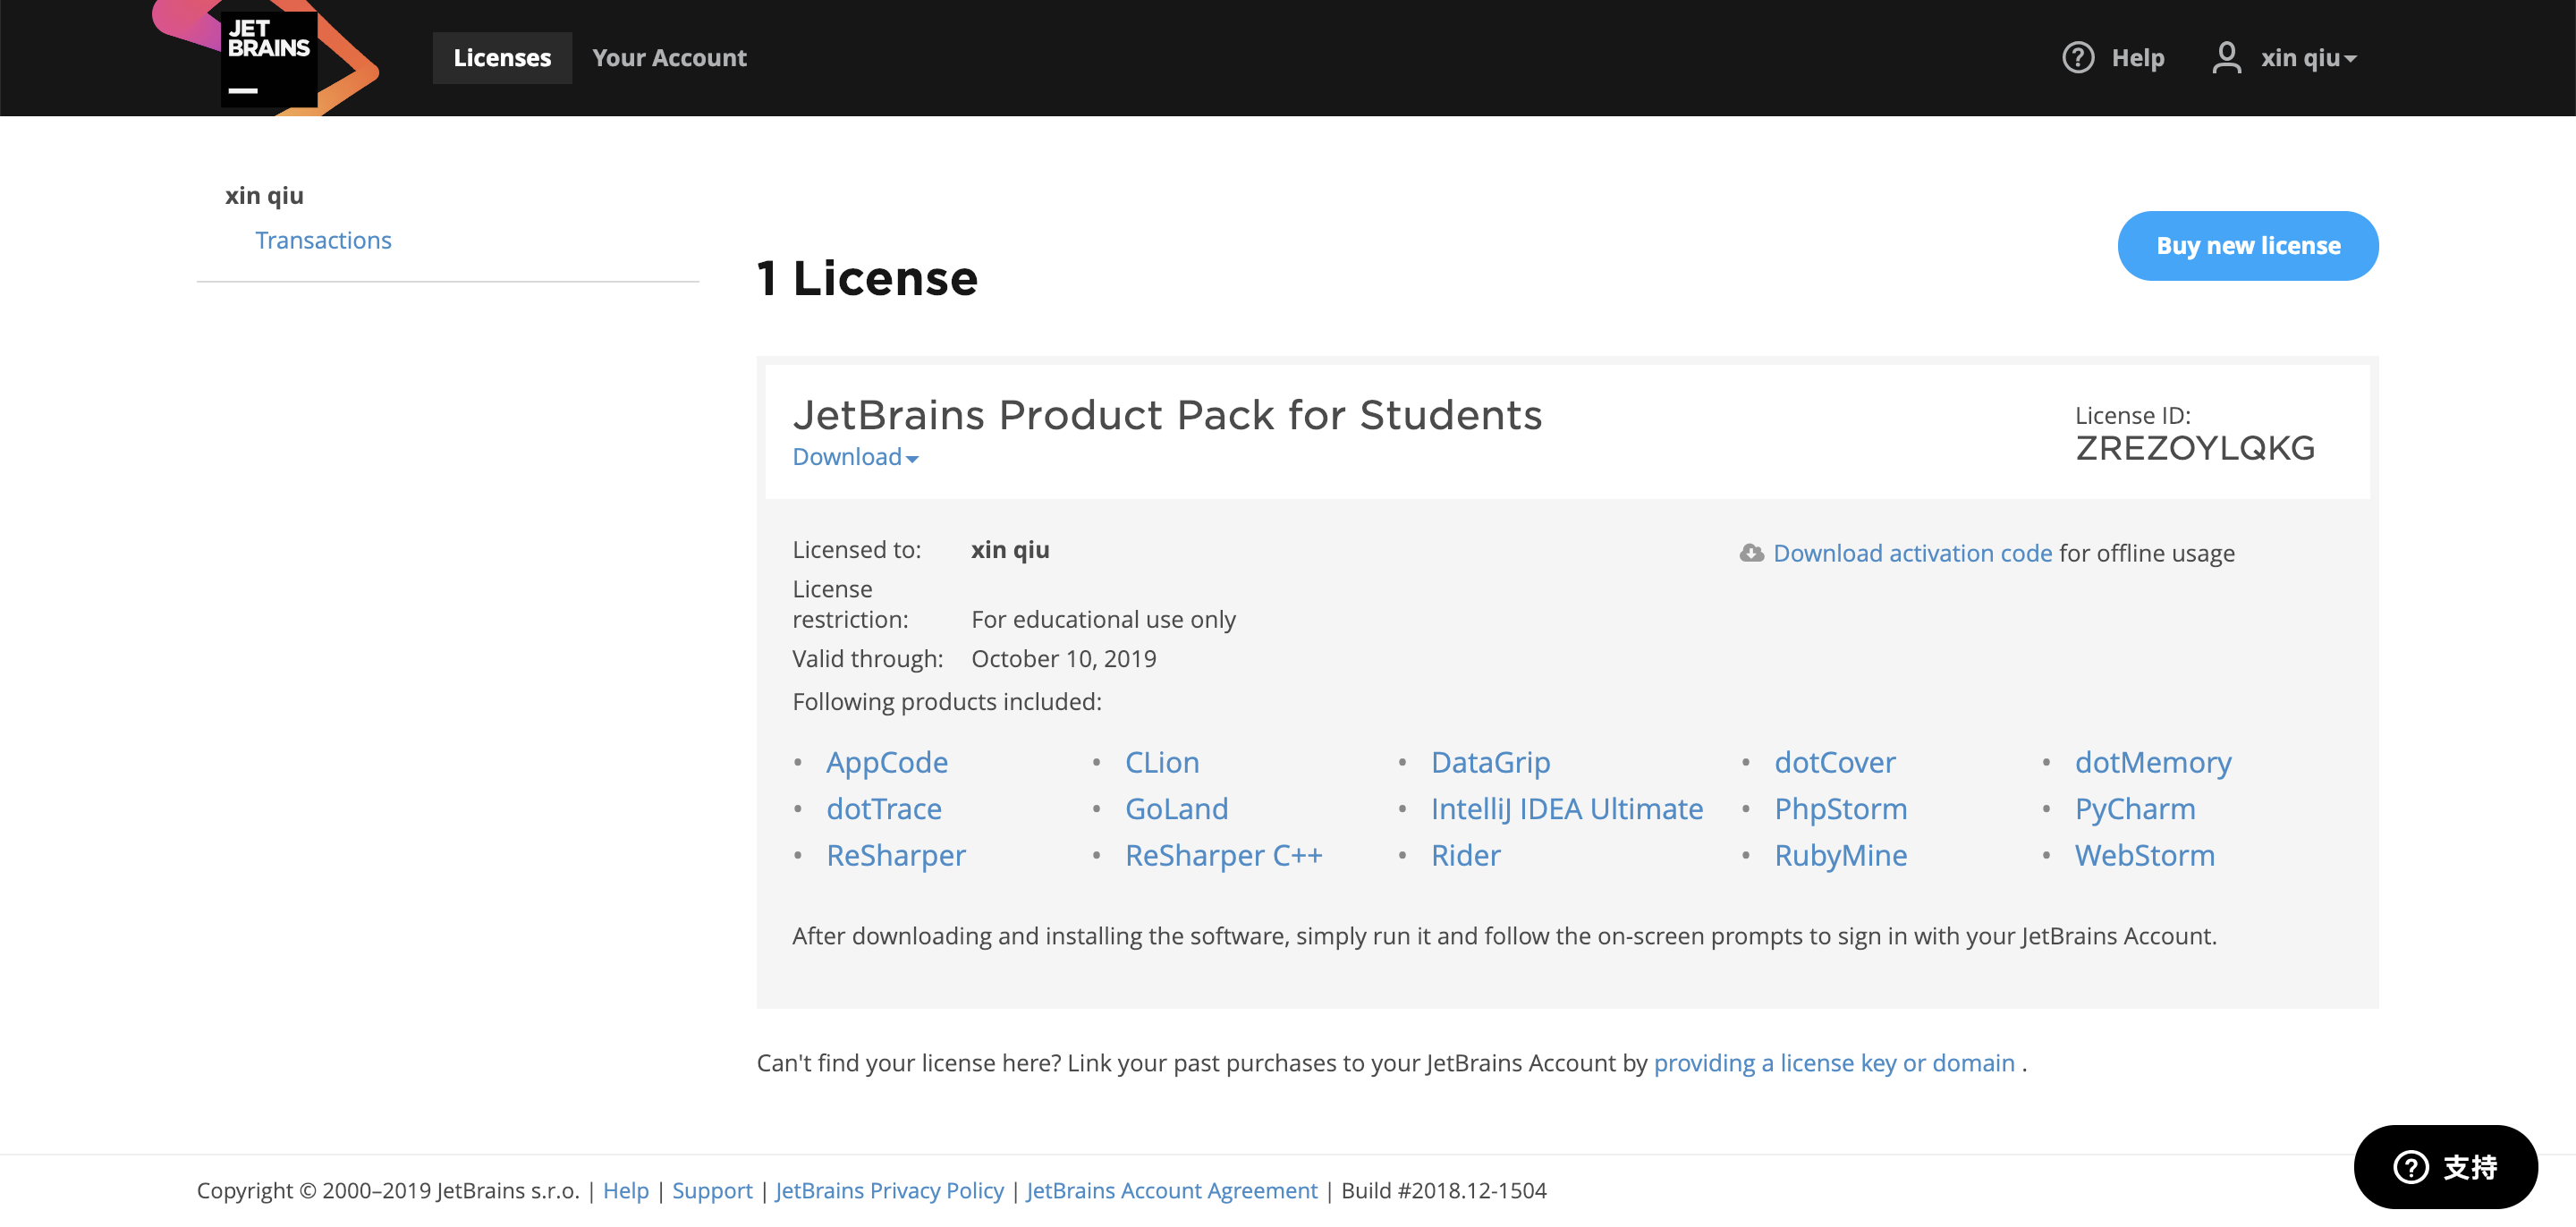 JET
BRAINS
Licenses
Your Account
Help
xin qiu
xin qiu
Transactions
Buy new license
1 License
JetBrains Product Pack for Students
Download
License ID:
ZREZOYLQKG
Licensed to: xin qiu
Download activation code for offline usage
License
restriction: For educational use only
Valid through: October 10, 2019
Following products included:
• AppCode • CLion • DataGrip • dotCover • dotMemory
• dotTrace • GoLand • IntelliJ IDEA Ultimate • PhpStorm • PyCharm
• ReSharper • ReSharper C++ • Rider • RubyMine • WebStorm
After downloading and installing the software, simply run it and follow the on-screen prompts to sign in with your JetBrains Account.
Can't find your license here? Link your past purchases to your JetBrains Account by providing a license key or domain .
支持
Copyright © 2000–2019 JetBrains s.r.o. | Help | Support | JetBrains Privacy Policy | JetBrains Account Agreement | Build #2018.12-1504